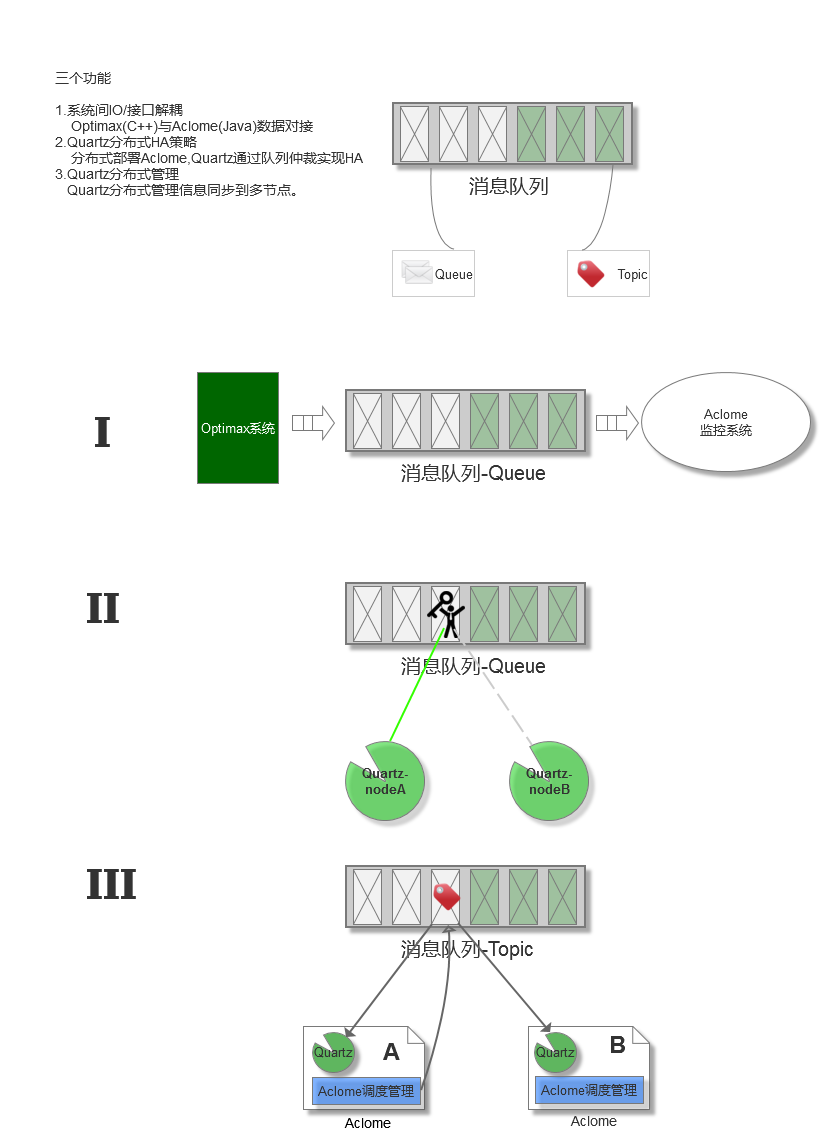 三个功能
1.系统间IO/接口解耦
Optimax(C++)与Aclome(Java)数据对接
2.Quartz分布式HA策略
分布式部署Aclome,Quartz通过队列仲裁实现HA
3.Quartz分布式管理
Quartz分布式管理信息同步到多节点。
消息队列
Queue
Topic
I
Optimax系统
消息队列-Queue
Aclome
监控系统
II
消息队列-Queue
Quartz-
nodeA
Quartz-
nodeB
III
消息队列-Topic
Quartz
A
Aclome调度管理
Aclome
Quartz
B
Aclome调度管理
Aclome